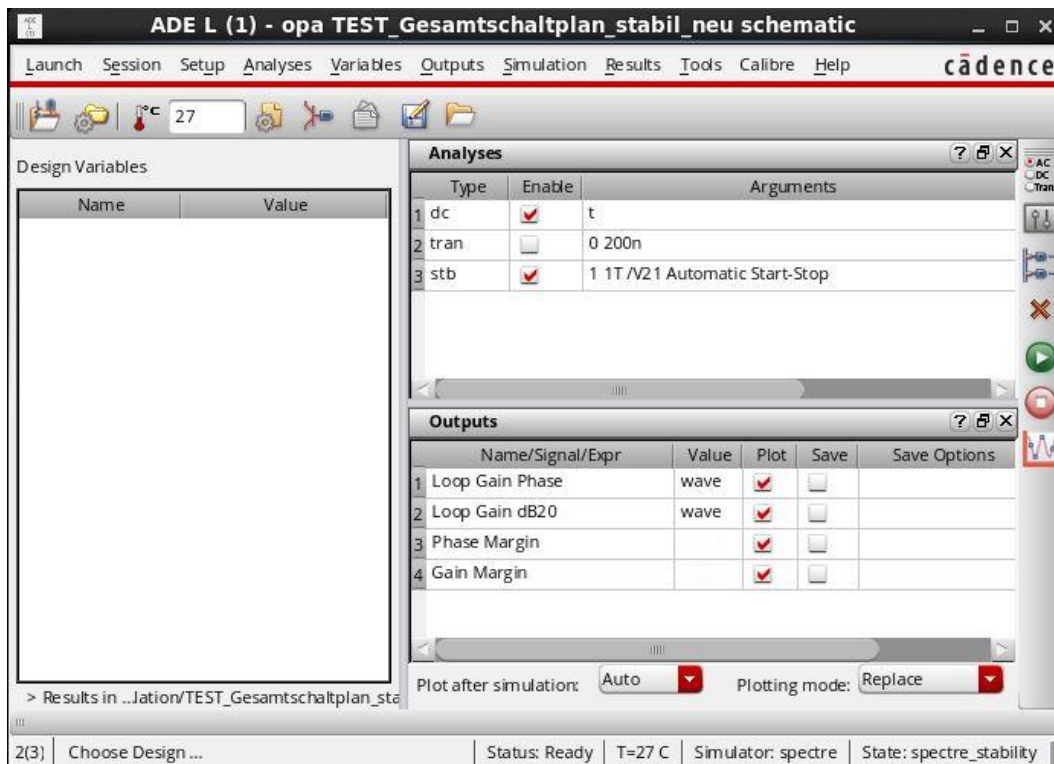 ADE L (1) - opa TEST_Gesamtschaltplan_stabil_neu schematic
Launch Session Setup Analyses Variables Outputs Simulation Results Tools Calibre Help cādence
°C 27
Design Variables
Name Value
Analyses
Type Enable Arguments
1 dc t
2 tran 0 200n
3 stb 1 1T /V21 Automatic Start-Stop
AC
DC
Tran
Outputs
Name/Signal/Expr Value Plot Save Save Options
1 Loop Gain Phase wave
2 Loop Gain dB20 wave
3 Phase Margin
4 Gain Margin
Plot after simulation: Auto Plotting mode: Replace
> Results in ...lation/TEST_Gesamtschaltplan_sta
2(3) Choose Design ... Status: Ready T=27 C Simulator: spectre State: spectre_stability